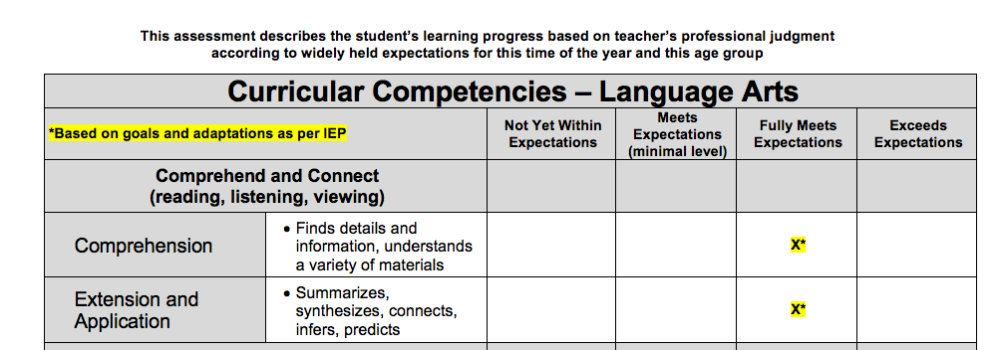 This assessment describes the student's learning progress based on teacher's professional judgment
according to widely held expectations for this time of the year and this age group
Curricular Competencies – Language Arts
*Based on goals and adaptations as per IEP
Not Yet Within
Expectations
Meets
Expectations
(minimal level)
Fully Meets
Expectations
Exceeds
Expectations
Comprehend and Connect
(reading, listening, viewing)
Comprehension
• Finds details and
information, understands
a variety of materials
X*
Extension and
Application
• Summarizes,
synthesizes, connects,
infers, predicts
X*